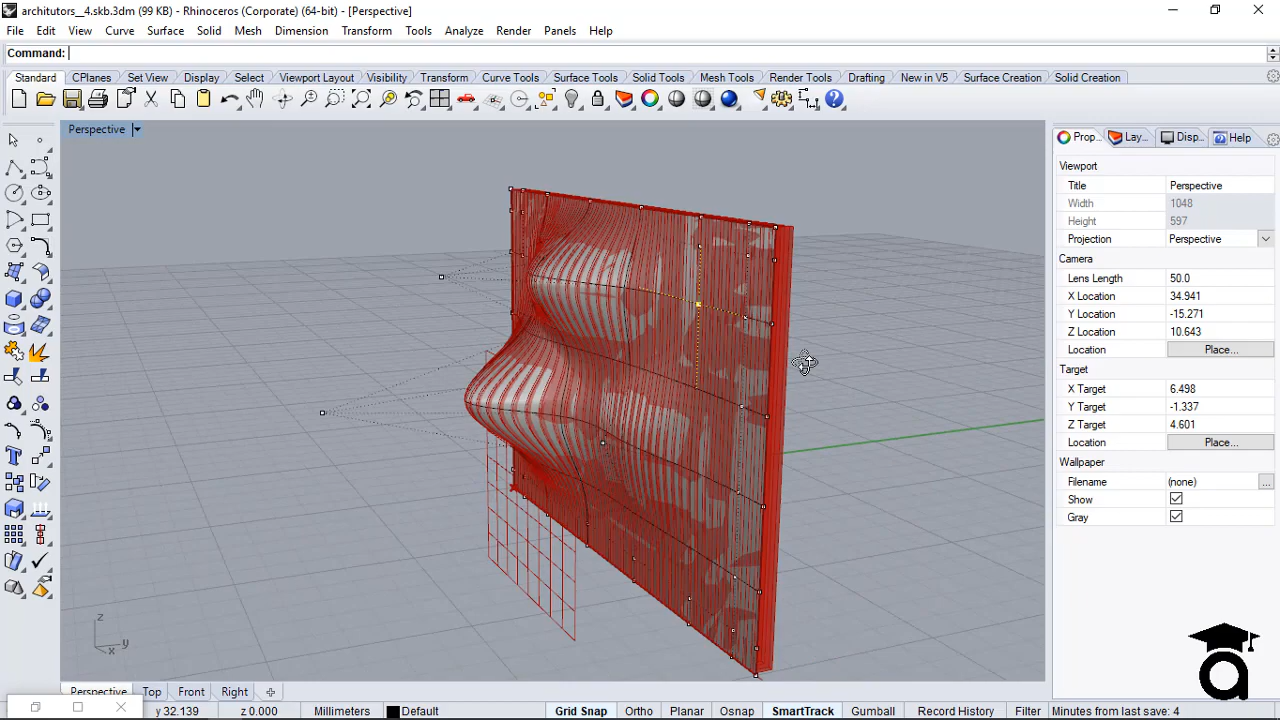 architutors__4.skb.3dm (99 KB) - Rhinoceros (Corporate) (64-bit) - [Perspective]
File Edit View Curve Surface Solid Mesh Dimension Transform Tools Analyze Render Panels Help
Command:
Standard CPlanes Set View Display Select Viewport Layout Visibility Transform Curve Tools Surface Tools Solid Tools Mesh Tools Render Tools Drafting New in V5 Surface Creation Solid Creation
Perspective
Prop... Lay... Disp... Help
Viewport
Title Perspective
Width 1048
Height 597
Projection Perspective
Camera
Lens Length 50.0
X Location 34.941
Y Location -15.271
Z Location 10.643
Location Place...
Target
X Target 6.498
Y Target -1.337
Z Target 4.601
Location Place...
Wallpaper
Filename (none) ...
Show
Gray
z
y
x
Perspective Top Front Right
y 32.139 z 0.000 Millimeters Default Grid Snap Ortho Planar Osnap SmartTrack Gumball Record History Filter Minutes from last save: 4